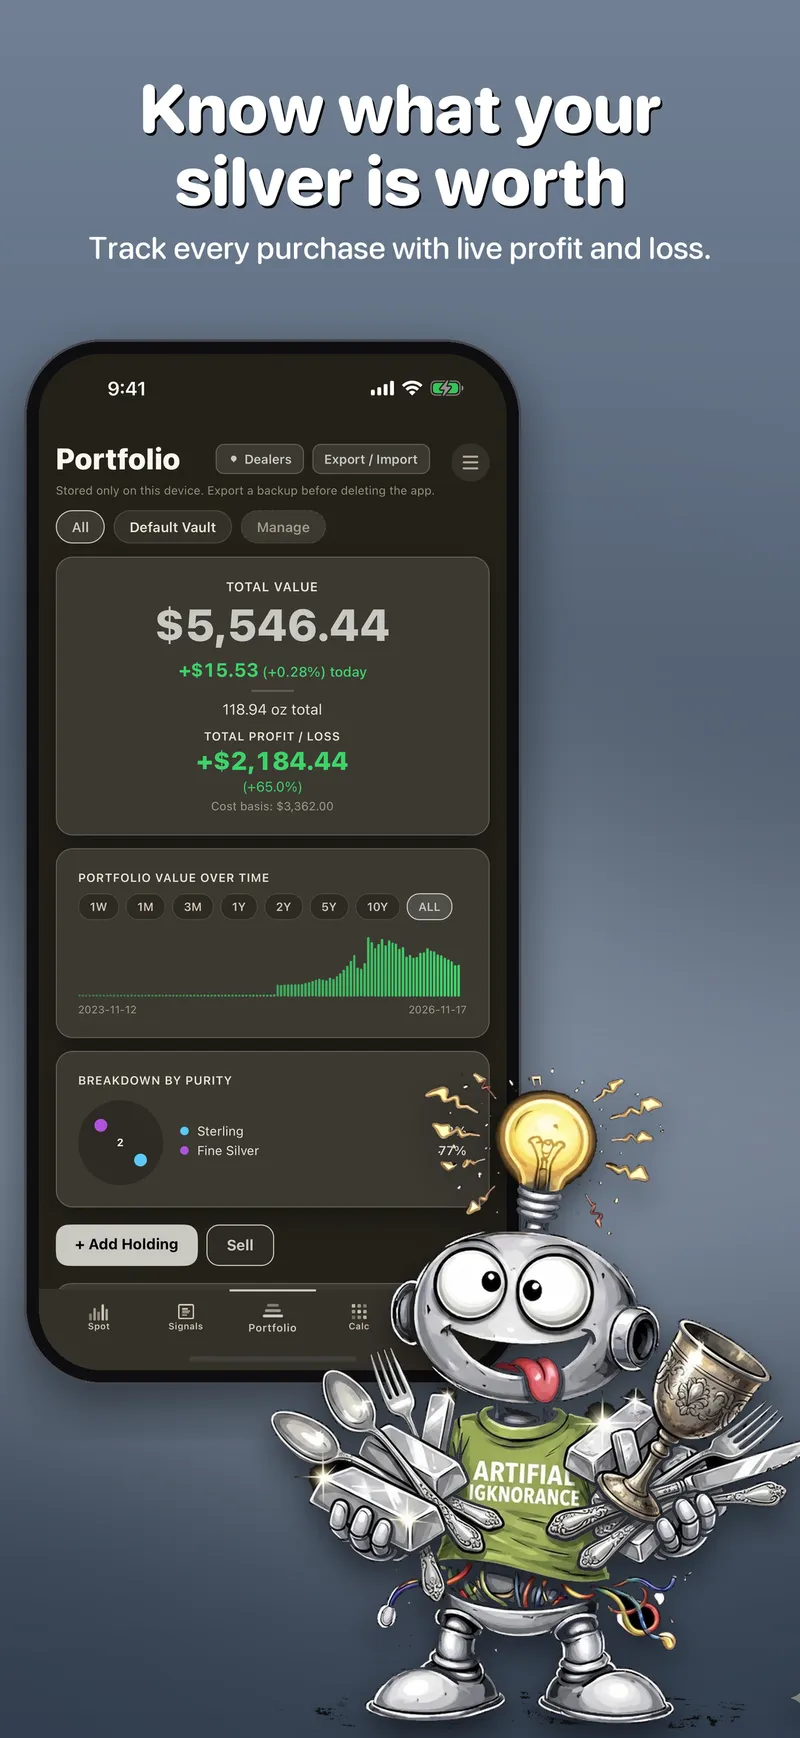 Know what your
silver is worth
Track every purchase with live profit and loss.
9:41
Portfolio
Dealers
Export / Import
Stored only on this device. Export a backup before deleting the app.
All
Default Vault
Manage
TOTAL VALUE
$5,546.44
+$15.53 (+0.28%) today
118.94 oz total
TOTAL PROFIT / LOSS
+$2,184.44
(+65.0%)
Cost basis: $3,362.00
PORTFOLIO VALUE OVER TIME
1W 1M 3M 1Y 2Y 5Y 10Y ALL
2023-11-12
2026-11-17
BREAKDOWN BY PURITY
2
Sterling
Fine Silver
77%
+ Add Holding
Sell
Spot
Signals
Portfolio
Calc
ARTIFIAL
IGKNORANCE